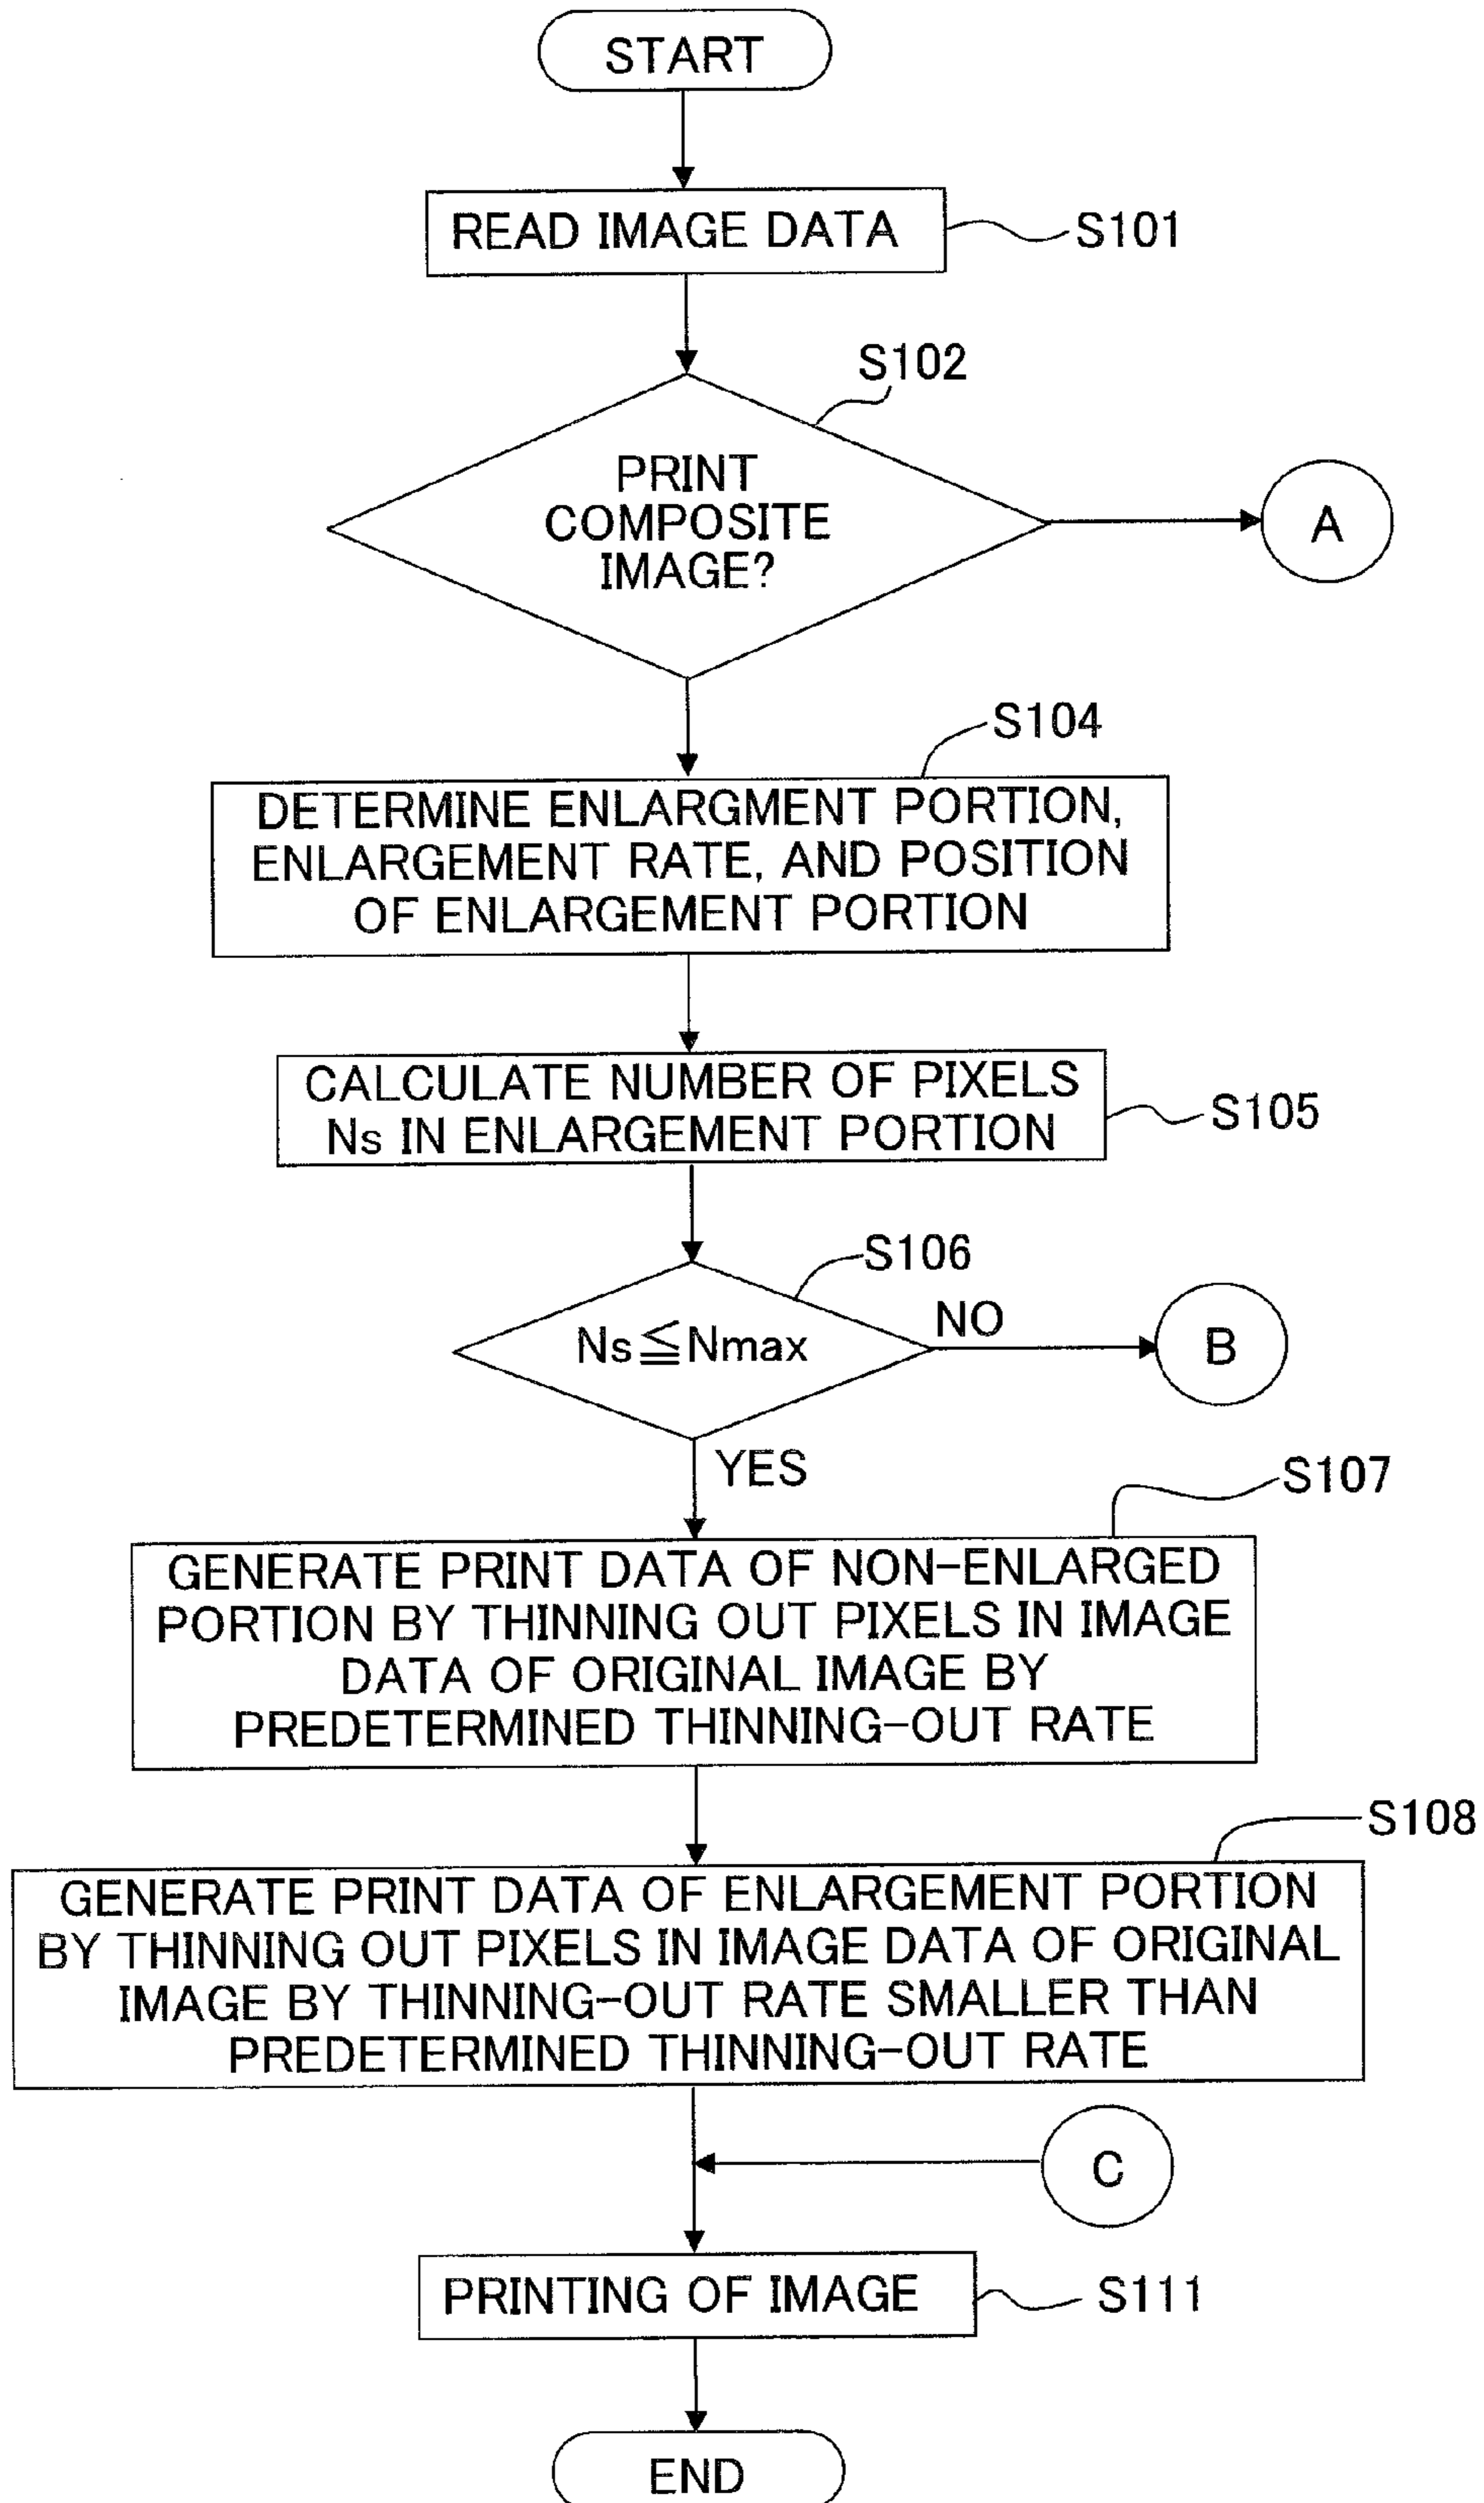 START
READ IMAGE DATA
S101
S102
PRINT
COMPOSITE
IMAGE?
A
S104
DETERMINE ENLARGMENT PORTION,
ENLARGEMENT RATE, AND POSITION
OF ENLARGEMENT PORTION
CALCULATE NUMBER OF PIXELS
Ns IN ENLARGEMENT PORTION
S105
S106
Ns≦Nmax
NO
B
YES
S107
GENERATE PRINT DATA OF NON-ENLARGED
PORTION BY THINNING OUT PIXELS IN IMAGE
DATA OF ORIGINAL IMAGE BY
PREDETERMINED THINNING-OUT RATE
S108
GENERATE PRINT DATA OF ENLARGEMENT PORTION
BY THINNING OUT PIXELS IN IMAGE DATA OF ORIGINAL
IMAGE BY THINNING-OUT RATE SMALLER THAN
PREDETERMINED THINNING-OUT RATE
C
PRINTING OF IMAGE
S111
END